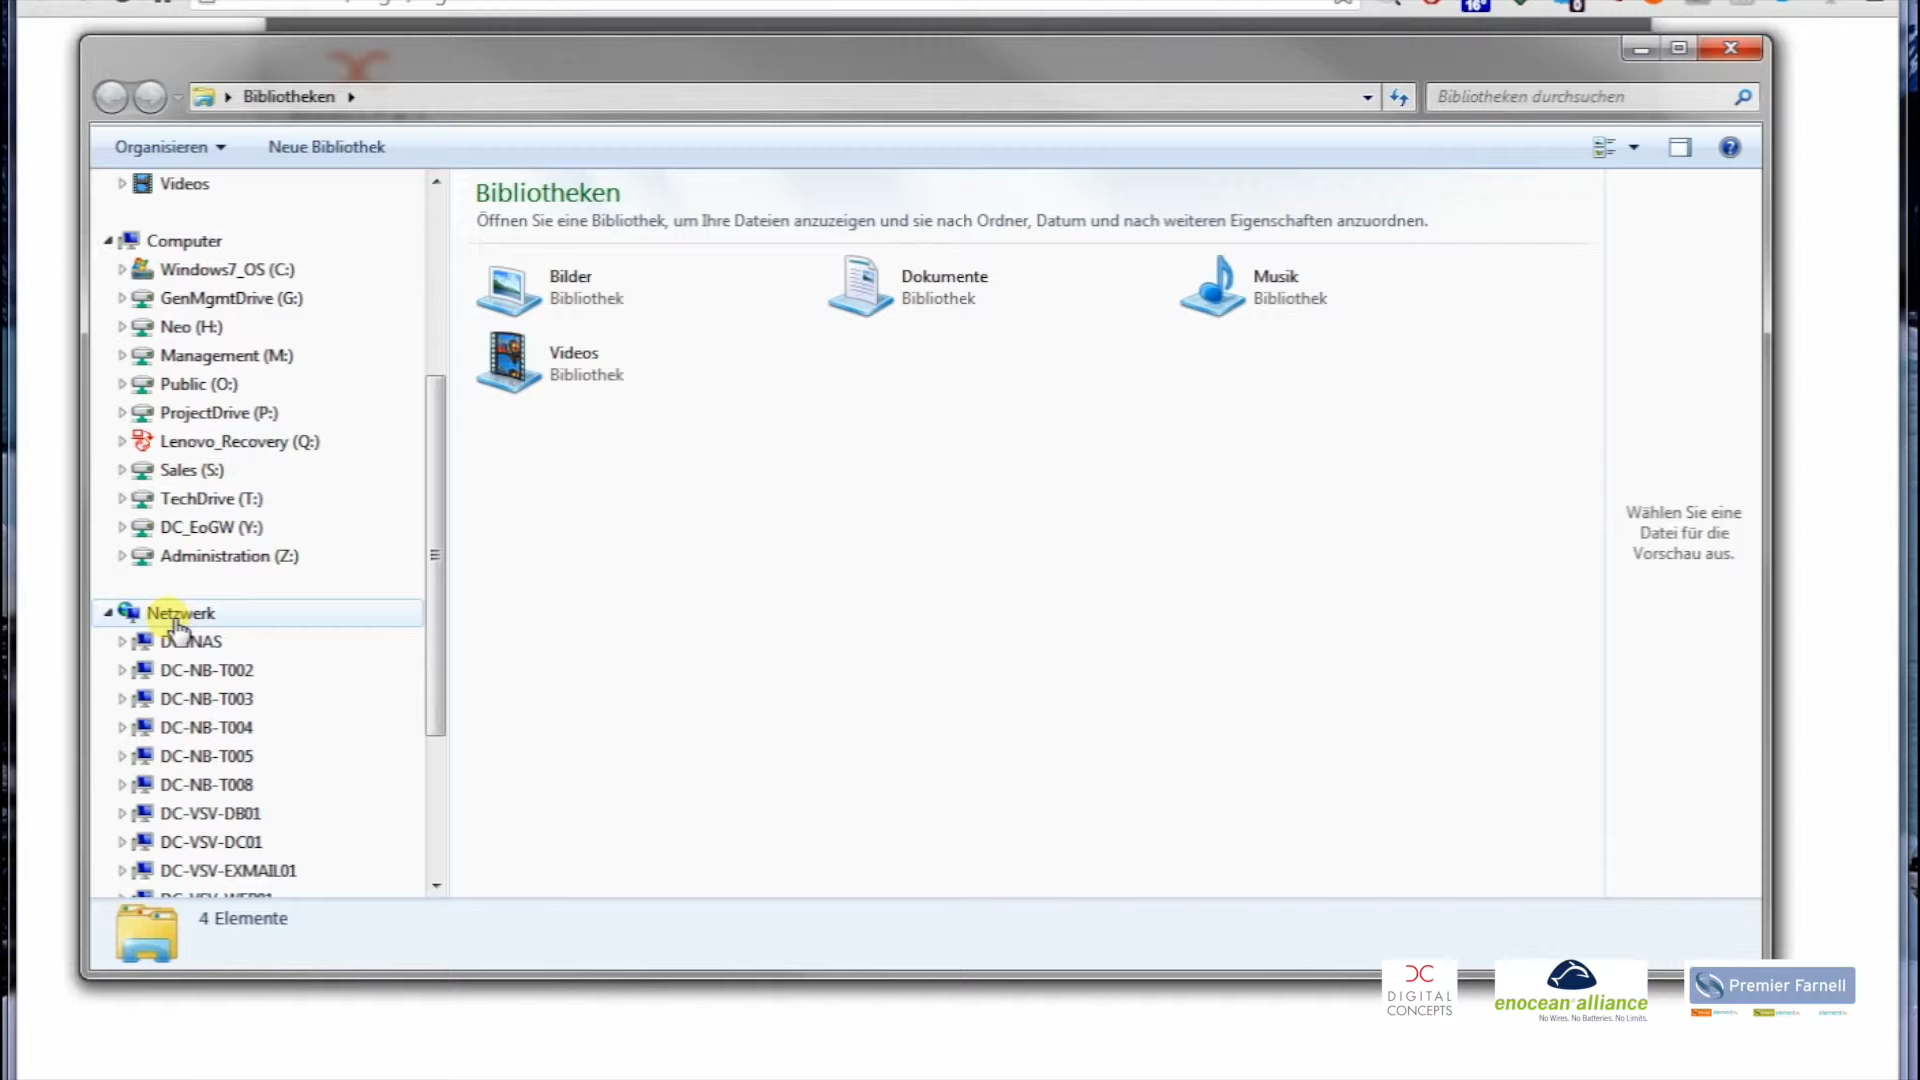 16°
0
Bibliotheken
Bibliotheken durchsuchen
Organisieren
Neue Bibliothek
Videos
Computer
Windows7_OS (C:)
GenMgmtDrive (G:)
Neo (H:)
Management (M:)
Public (O:)
ProjectDrive (P:)
Lenovo_Recovery (Q:)
Sales (S:)
TechDrive (T:)
DC_EoGW (Y:)
Administration (Z:)
Netzwerk
NAS
DC-NB-T002
DC-NB-T003
DC-NB-T004
DC-NB-T005
DC-NB-T008
DC-VSV-DB01
DC-VSV-DC01
DC-VSV-EXMAIL01
Bibliotheken
Öffnen Sie eine Bibliothek, um Ihre Dateien anzuzeigen und sie nach Ordner, Datum und nach weiteren Eigenschaften anzuordnen.
Bilder
Bibliothek
Dokumente
Bibliothek
Musik
Bibliothek
Videos
Bibliothek
Wählen Sie eine
Datei für die
Vorschau aus.
4 Elemente
DC
DIGITAL
CONCEPTS
enocean alliance
No Wires. No Batteries. No Limits.
Premier Farnell